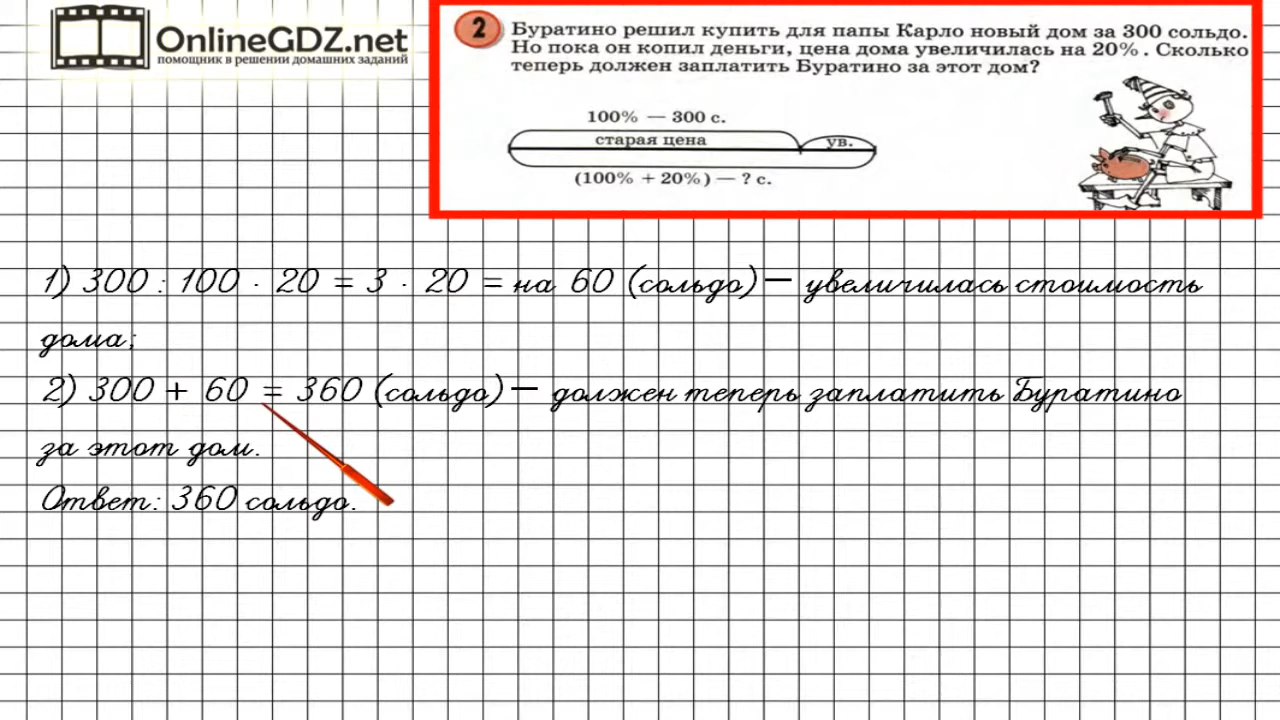 OnlineGDZ.net
помощник в решении домашних заданий
2 Буратино решил купить для папы Карло новый дом за 300 сольдо.
Но пока он копил деньги, цена дома увеличилась на 20% . Сколько
теперь должен заплатить Буратино за этот дом?
100% — 300 с.
старая цена ув.
(100% + 20%) — ? с.
1) 300 : 100 · 20 = 3 · 20 = на 60 (сольдо) — увеличилась стоимость
дома;
2) 300 + 60 = 360 (сольдо) — должен теперь заплатить Буратино
за этот дом.
Ответ: 360 сольдо.